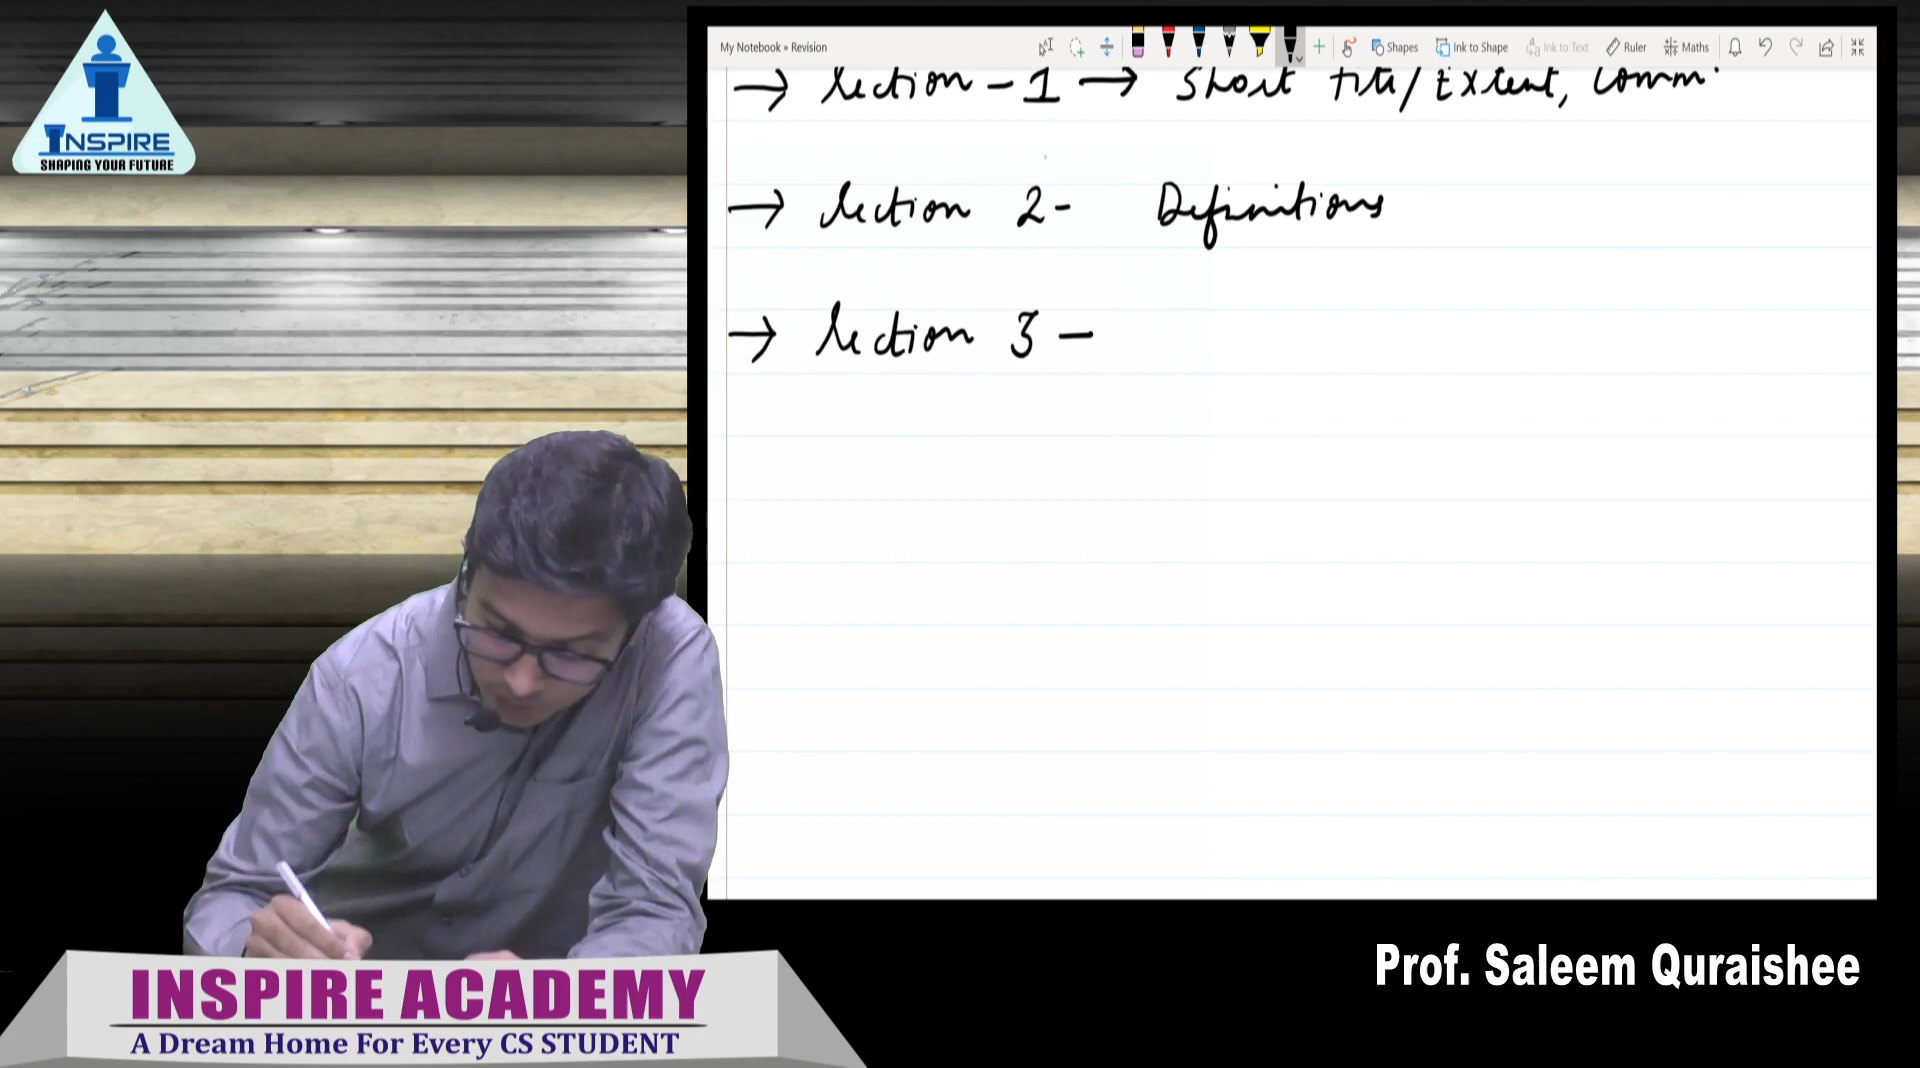 INSPIRE
SHAPING YOUR FUTURE
My Notebook » Revision
Shapes
Ink to Shape
Ink to Text
Ruler
Maths
→ Section - 1 → Short title/Extent, Comm.
→ Section 2 - Definitions
→ Section 3 -
Prof. Saleem Quraishee
INSPIRE ACADEMY
A Dream Home For Every CS STUDENT